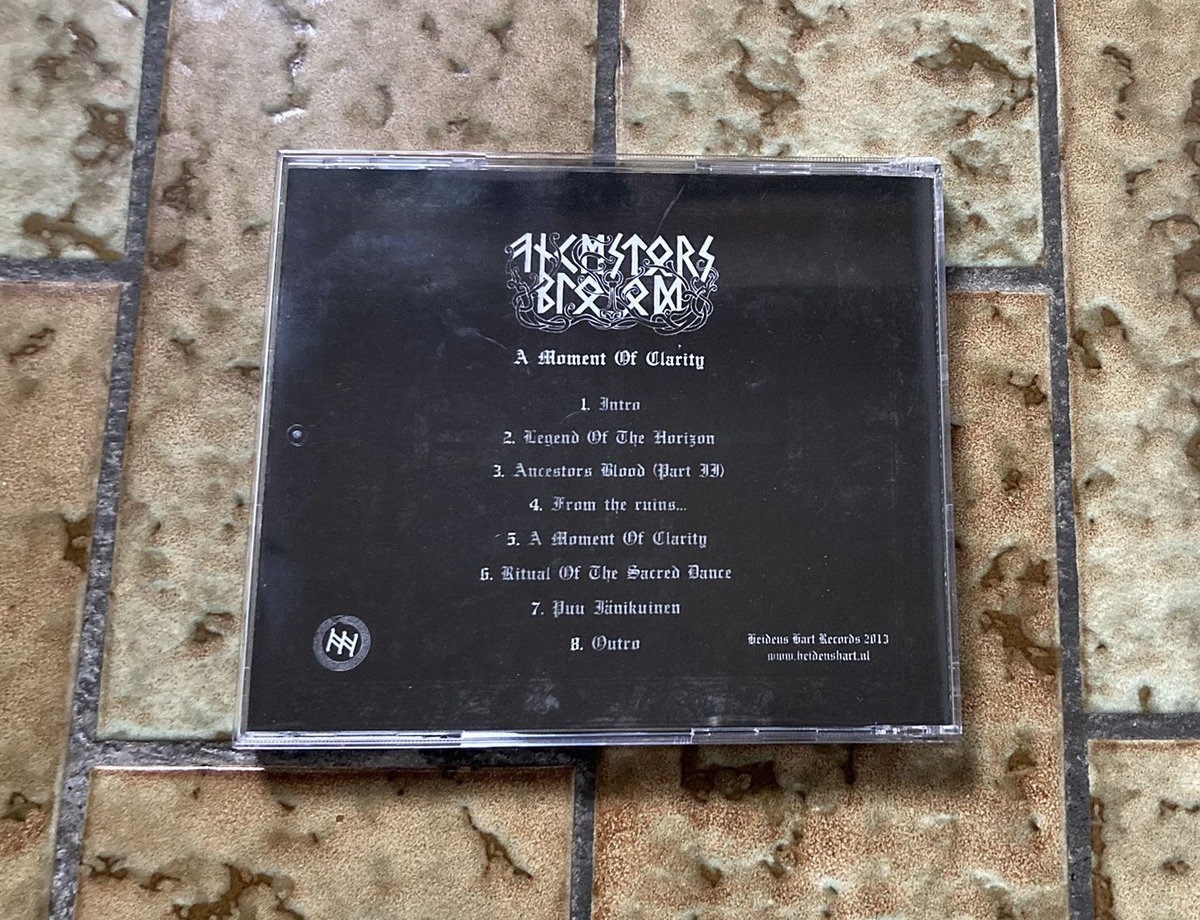 ANCESTORS
BLOOD
A Moment Of Clarity
1. Intro
2. Legend Of The Horizon
3. Ancestors Blood (Part II)
4. From the ruins...
5. A Moment Of Clarity
6. Ritual Of The Sacred Dance
7. Puu Iänikuinen
8. Outro
Heidens Hart Records 2013
www.heidenshart.nl